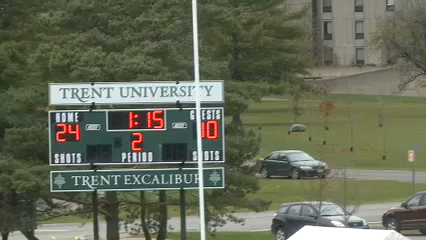 TRENT UNIVERSITY
HOME 1:15 GUESTS
24 2 10
SHOTS PERIOD SHOTS
TRENT EXCALIBUR